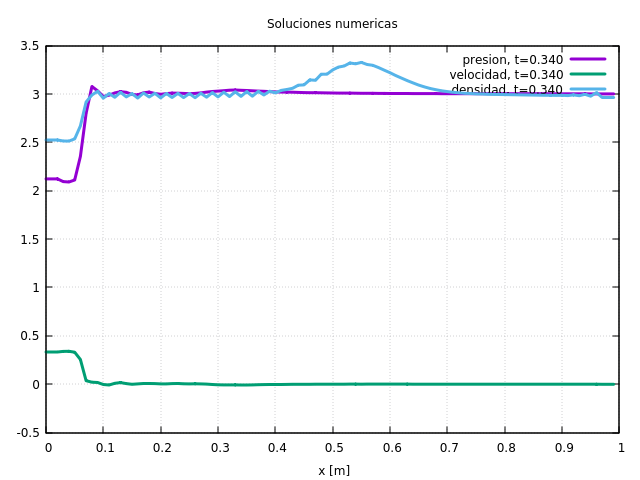 Soluciones numericas
3.5
presion, t=0.340
velocidad, t=0.340
densidad, t=0.340
3
2.5
2
1.5
1
0.5
0
-0.5
0 0.1 0.2 0.3 0.4 0.5 0.6 0.7 0.8 0.9 1
x [m]